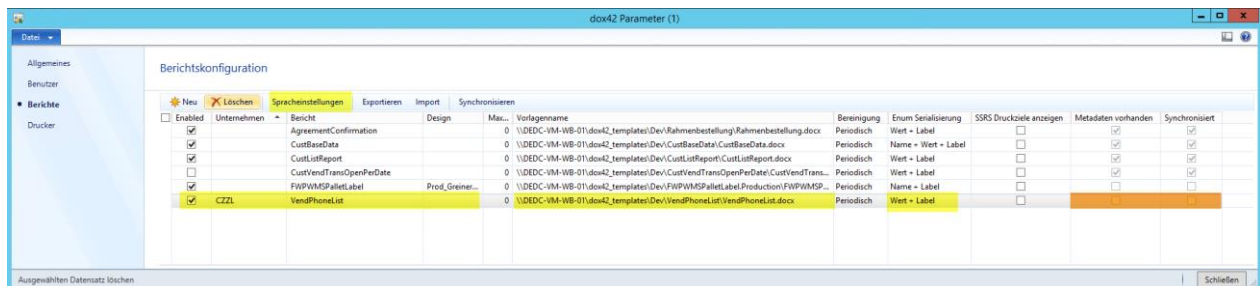 dox42 Parameter (1)
Datei
Allgemeines
Benutzer
Berichte
Drucker
Berichtskonfiguration
Neu Löschen Spracheinstellungen Exportieren Import Synchronisieren
Enabled Unternehmen Bericht Design Max... Vorlagenname Bereinigung Enum Serialisierung SSRS Druckziele anzeigen Metadaten vorhanden Synchronisiert
AgreementConfirmation 0 \\DEDC-VM-WB-01\dox42_templates\Dev\Rahmenbestellung\Rahmenbestellung.docx Periodisch Wert + Label
CustBaseData 0 \\DEDC-VM-WB-01\dox42_templates\Dev\CustBaseData\CustBaseData.docx Periodisch Name + Wert + Label
CustListReport 0 \\DEDC-VM-WB-01\dox42_templates\Dev\CustListReport\CustListReport.docx Periodisch Wert + Label
CustVendTransOpenPerDate 0 \\DEDC-VM-WB-01\dox42_templates\Dev\CustVendTransOpenPerDate\CustVendTrans... Periodisch Wert + Label
FWPWMSPalletLabel Prod_Greiner... 0 \\DEDC-VM-WB-01\dox42_templates\Dev\FWPWMSPalletLabel.Production\FWPWMSP... Periodisch Name + Label
CZZL VendPhoneList 0 \\DEDC-VM-WB-01\dox42_templates\Dev\VendPhoneList\VendPhoneList.docx Periodisch Wert + Label
Ausgewählten Datensatz löschen
Schließen